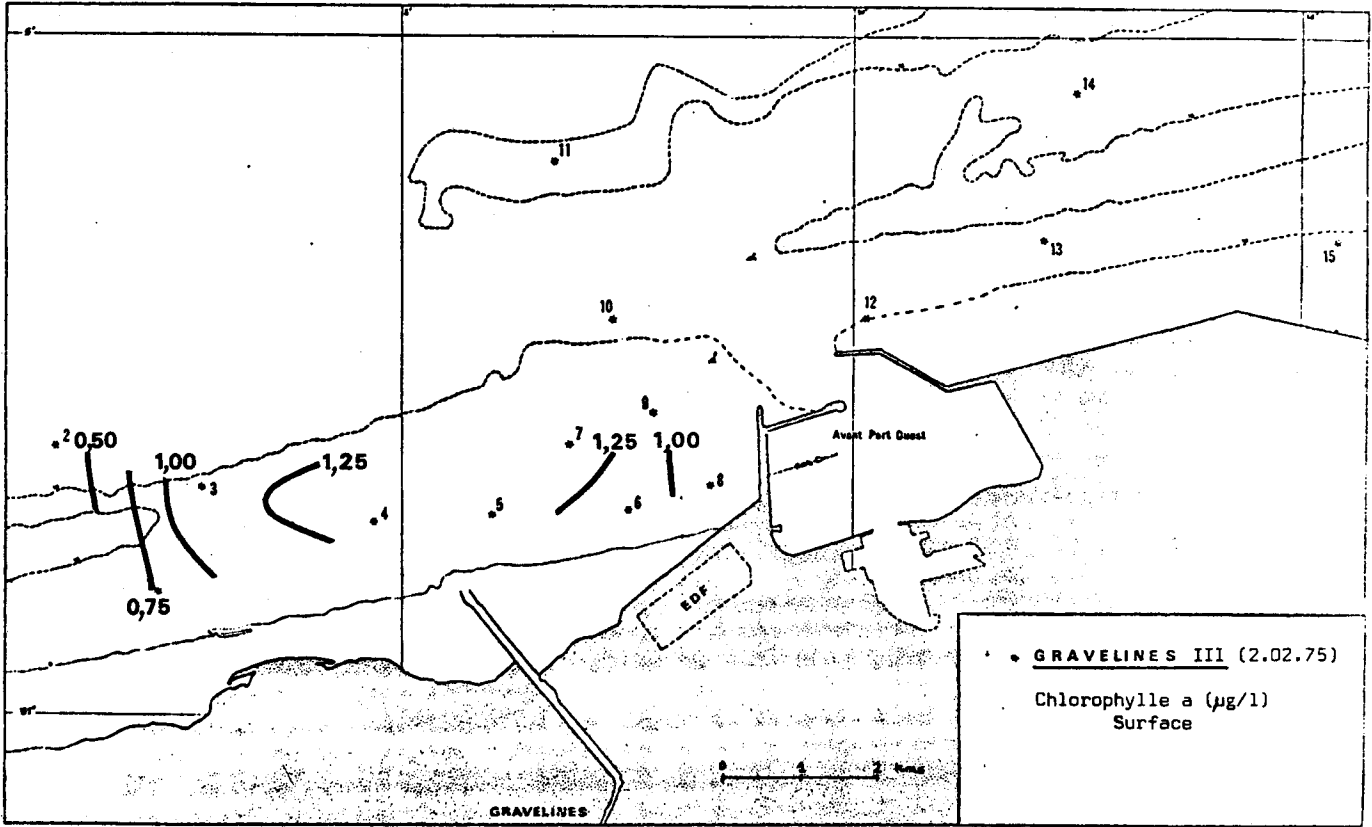 14
11
13
15
12
10
9
Avant Port Ouest
2 0,50
7 1,25 1,00
1,00
1,25
3
8
4
5
6
0,75
EDF
GRAVELINES III (2.02.75)
Chlorophylle a (µg/l)
Surface
0 1 2 Kms
GRAVELINES